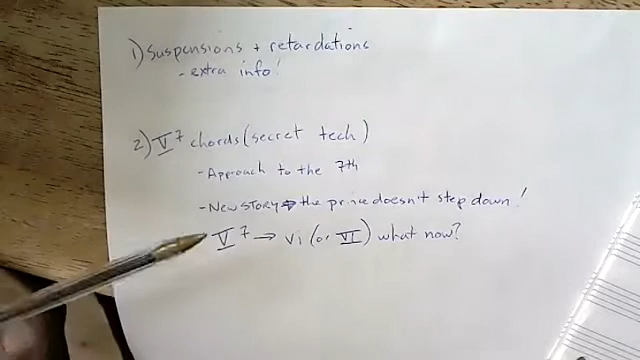 1) Suspensions + retardations
- extra info!
2) V7 chords (secret tech)
- Approach to the 7th
- New STORY → the prince doesn't step down!
V7 → vi (or VI) what now?